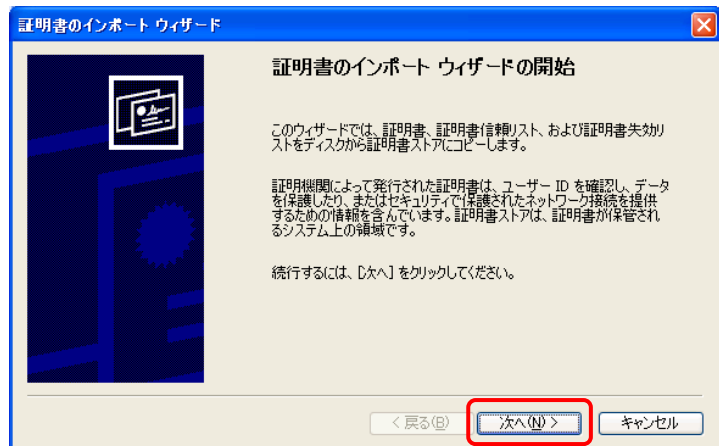 証明書のインポート ウィザード
証明書のインポート ウィザードの開始
このウィザードでは、証明書、証明書信頼リスト、および証明書失効リ
ストをディスクから証明書ストアにコピーします。
証明機関によって発行された証明書は、ユーザー ID を確認し、データ
を保護したり、またはセキュリティで保護されたネットワーク接続を提供
するための情報を含んでいます。証明書ストアは、証明書が保管され
るシステム上の領域です。
続行するには、[次へ] をクリックしてください。
< 戻る(B) 次へ(N) > キャンセル